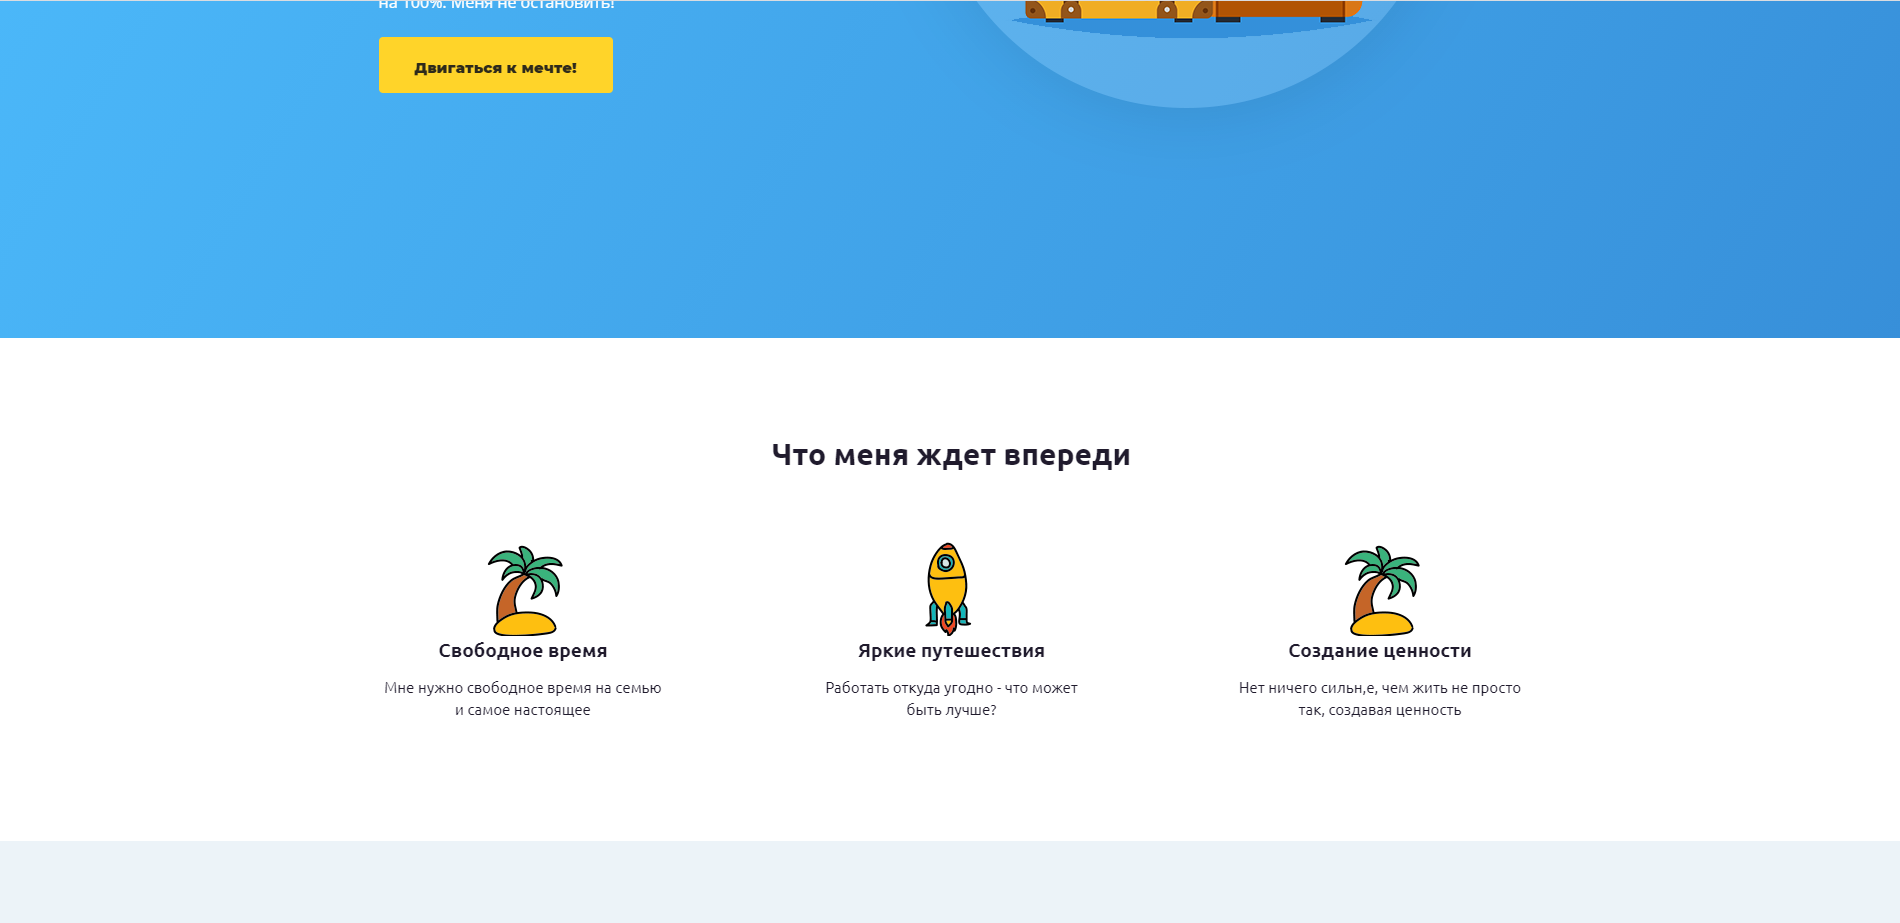 на 100%. Меня не остановить!
Двигаться к мечте!
Что меня ждет впереди
Свободное время
Мне нужно свободное время на семью
и самое настоящее
Яркие путешествия
Работать откуда угодно - что может
быть лучше?
Создание ценности
Нет ничего сильн,е, чем жить не просто
так, создавая ценность